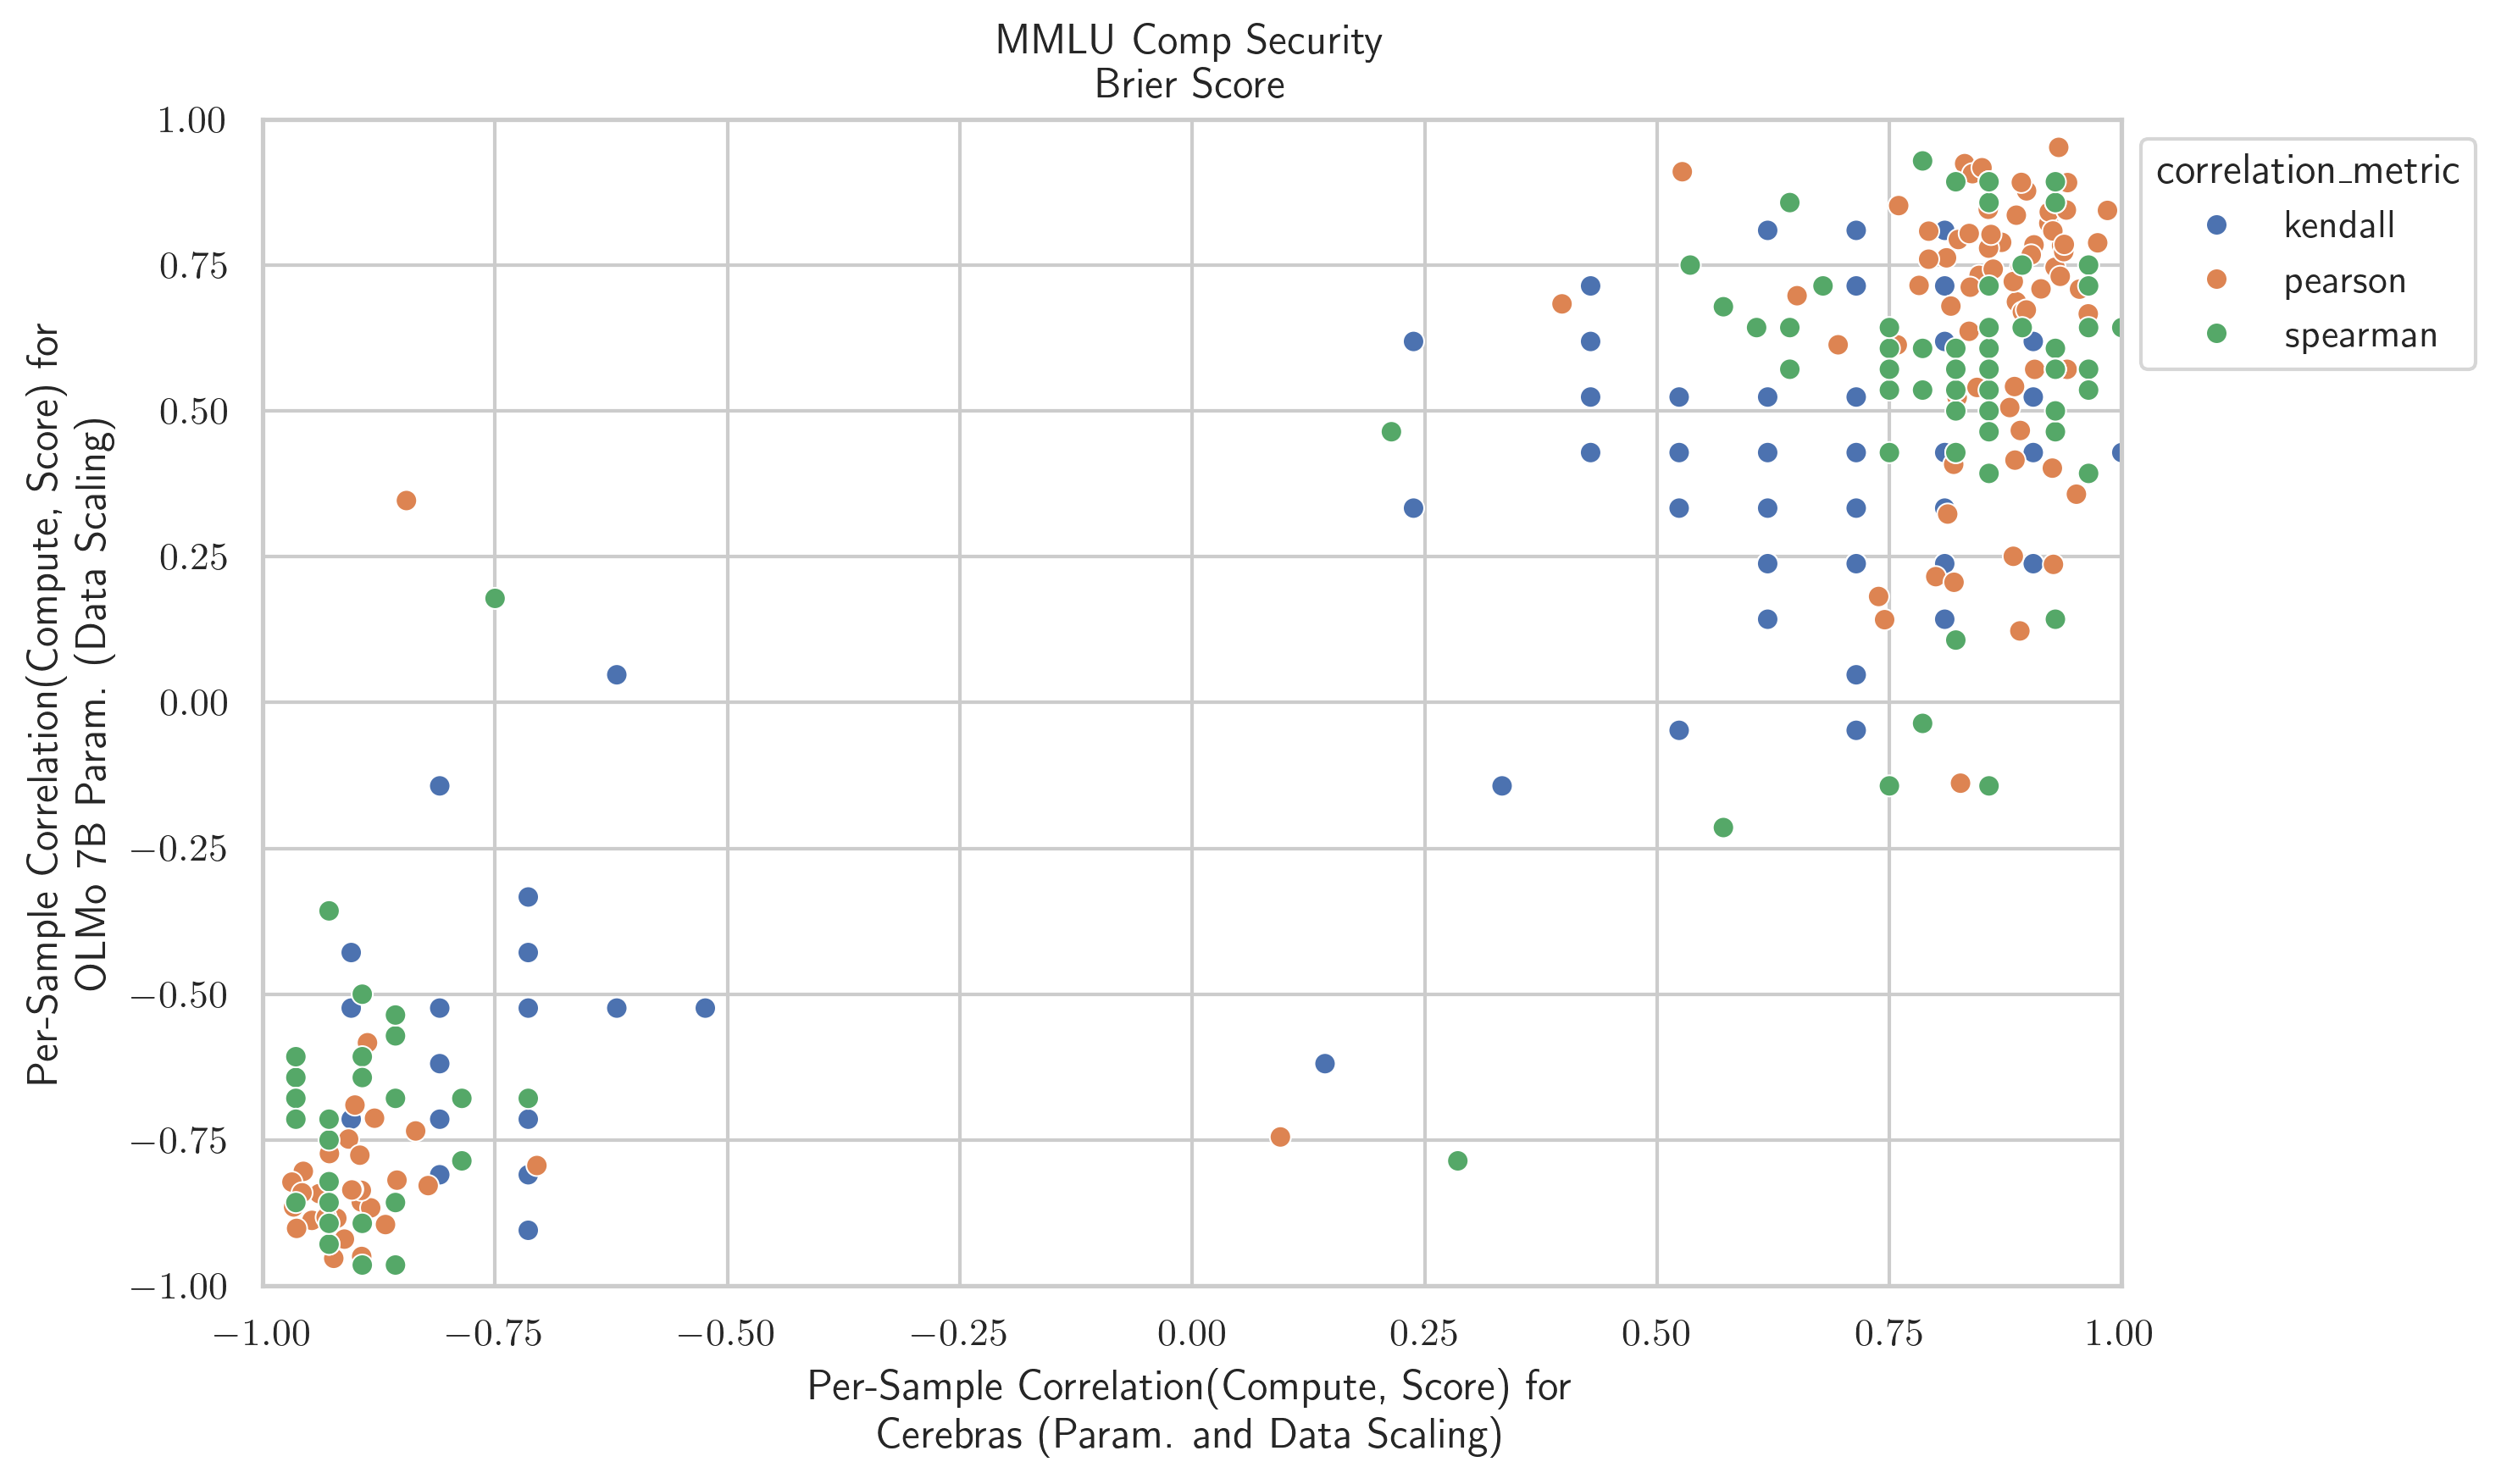 MMLU Comp Security
Brier Score
1.00
0.75
0.50
0.25
0.00
−0.25
−0.50
−0.75
−1.00
Per-Sample Correlation(Compute, Score) for
OLMo 7B Param. (Data Scaling)
−1.00 −0.75 −0.50 −0.25 0.00 0.25 0.50 0.75 1.00
Per-Sample Correlation(Compute, Score) for
Cerebras (Param. and Data Scaling)
correlation_metric
kendall
pearson
spearman